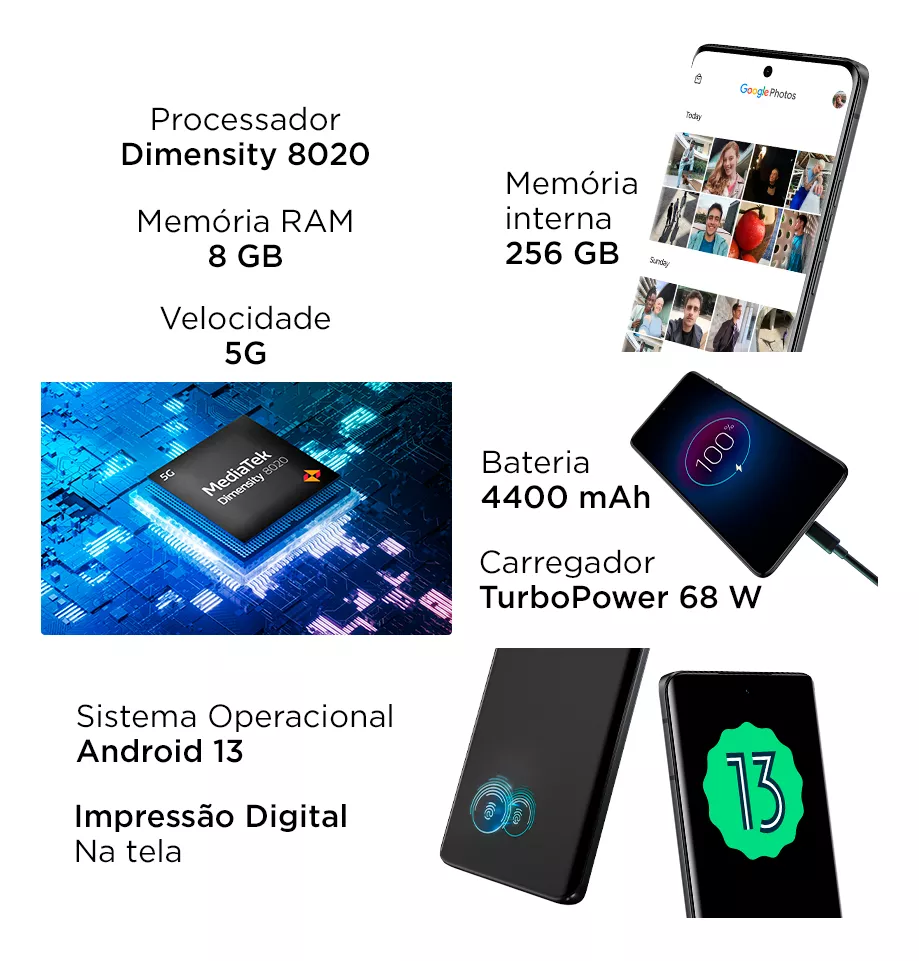 Processador
Dimensity 8020
Memória RAM
8 GB
Velocidade
5G
Memória
interna
256 GB
Google Photos
Today
Sunday
5G
MediaTek
Dimensity 8020
Bateria
4400 mAh
100%
Carregador
TurboPower 68 W
Sistema Operacional
Android 13
Impressão Digital
Na tela
13